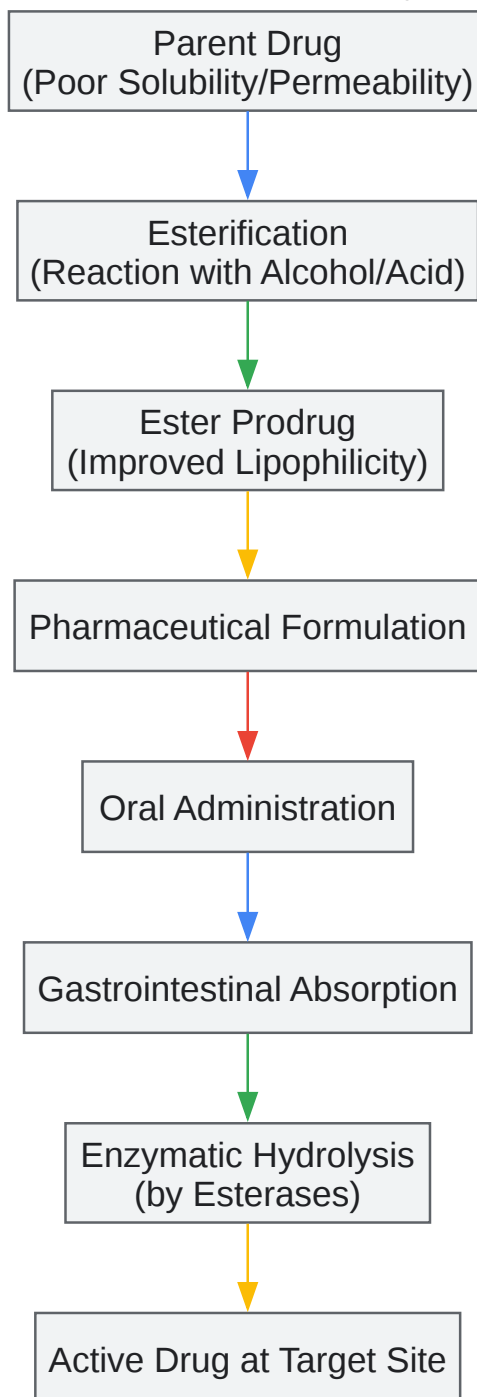 Parent Drug
(Poor Solubility/Permeability)
Esterification
(Reaction with Alcohol/Acid)
Ester Prodrug
(Improved Lipophilicity)
Pharmaceutical Formulation
Oral Administration
Gastrointestinal Absorption
Enzymatic Hydrolysis
(by Esterases)
Active Drug at Target Site